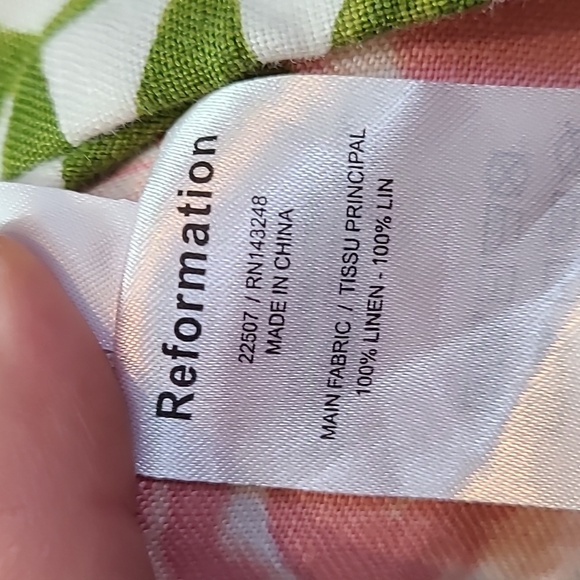 Reformation
22507 / RN143248
MADE IN CHINA
MAIN FABRIC / TISSU PRINCIPAL
100% LINEN - 100% LIN